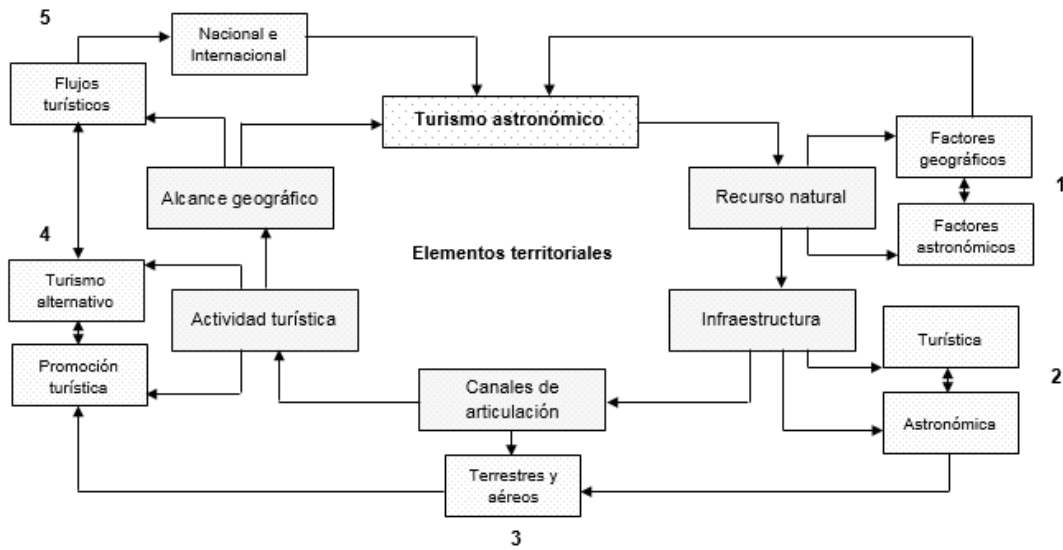 5
Nacional e
Internacional
Flujos
turísticos
Turismo astronómico
Factores
geográficos
1
Alcance geográfico
Recurso natural
Factores
astronómicos
4
Elementos territoriales
Turismo
alternativo
Actividad turística
Infraestructura
Turística
Promoción
turística
Canales de
articulación
2
Astronómica
Terrestres y
aéreos
3